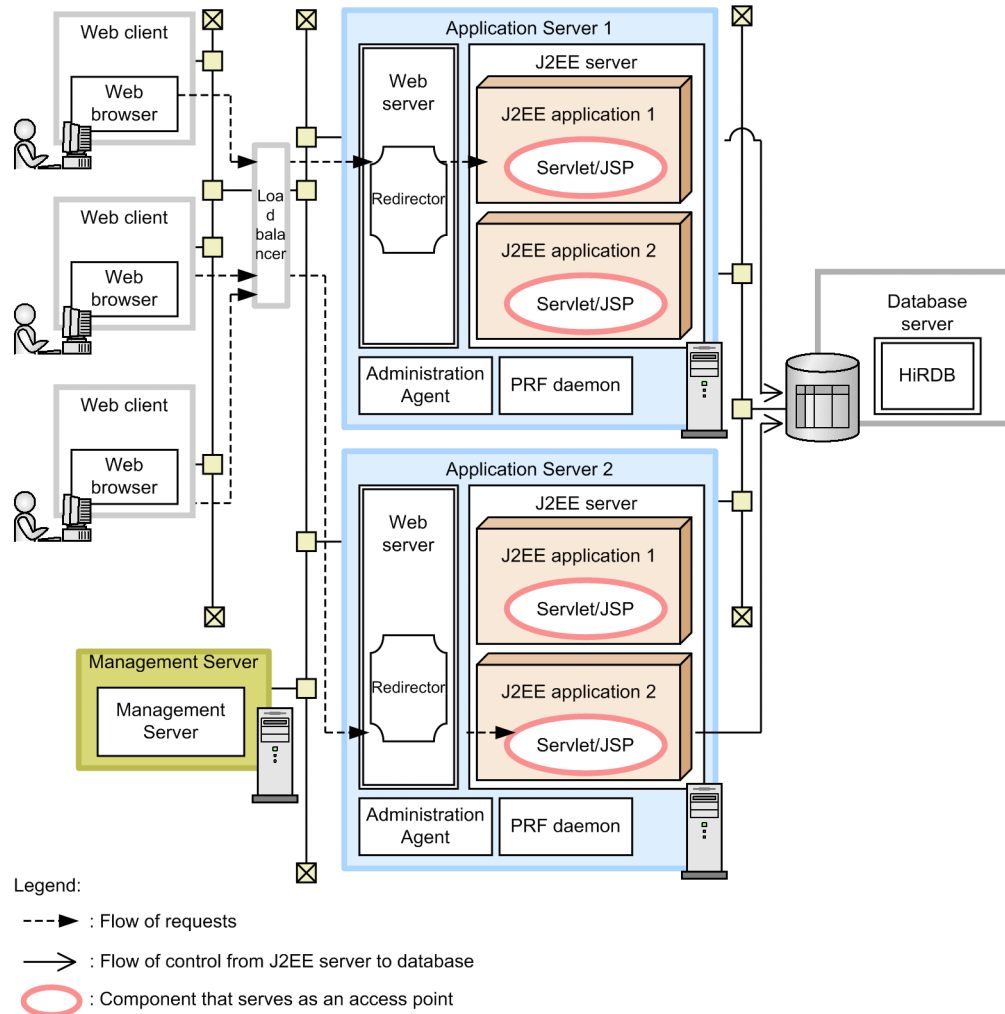 Web client
Web
browser
Web client
Web
browser
Web client
Web
browser
Loa
d
bala
ncer
Management Server
Management
Server
Application Server 1
Web
server
Redirector
J2EE server
J2EE application 1
Servlet/JSP
J2EE application 2
Servlet/JSP
Administration
Agent
PRF daemon
Application Server 2
Web
server
Redirector
J2EE server
J2EE application 1
Servlet/JSP
J2EE application 2
Servlet/JSP
Administration
Agent
PRF daemon
Database
server
HiRDB
Legend:
: Flow of requests
: Flow of control from J2EE server to database
: Component that serves as an access point